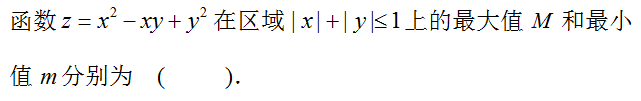 函数 z = x² − xy + y² 在区域 | x | + | y |≤1 上的最大值 M 和最小
值 m 分别为 (    ).